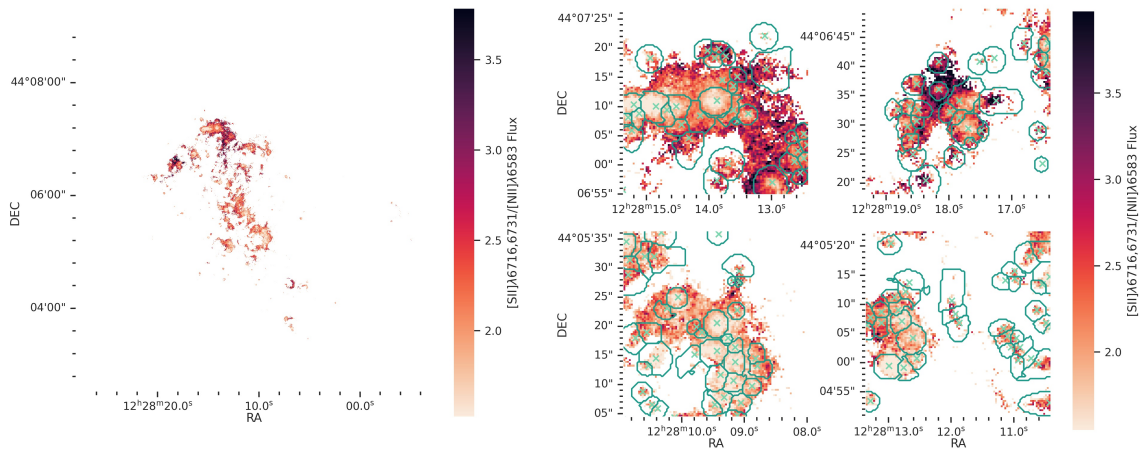 44°08'00"
06'00"
04'00"
DEC
12ʰ28ᵐ20.0ˢ 10.0ˢ 00.0ˢ
RA
3.5
3.0
2.5
2.0
[SII]λ6716,6731/[NII]λ6583 Flux
44°07'25"
20"
15"
10"
05"
00"
06'55"
DEC
12ʰ28ᵐ15.0ˢ 14.0ˢ 13.0ˢ
44°06'45"
40"
35"
30"
25"
20"
12ʰ28ᵐ19.0ˢ 18.0ˢ 17.0ˢ
44°05'35"
30"
25"
20"
15"
10"
05"
DEC
12ʰ28ᵐ10.0ˢ 09.0ˢ 08.0ˢ
RA
44°05'20"
15"
10"
05"
00"
04'55"
12ʰ28ᵐ13.0ˢ 12.0ˢ 11.0ˢ
RA
3.5
3.0
2.5
2.0
[SII]λ6716,6731/[NII]λ6583 Flux